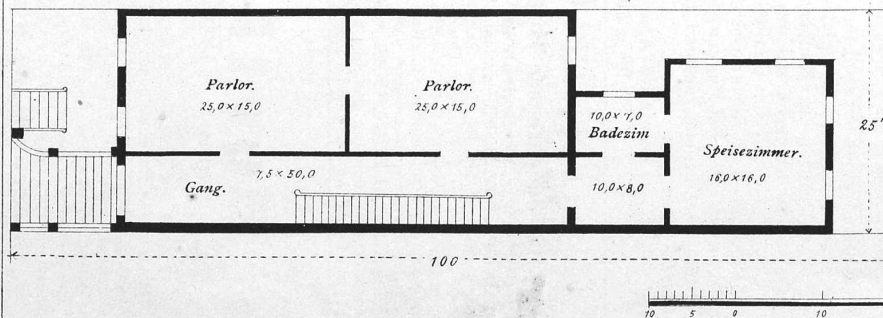 Parlor.
25,0×15,0
Parlor.
25,0×15,0
10,0×7,0
Badezim
Speisezimmer.
16,0×16,0
25'
Gang.
7,5×50,0
10,0×8,0
100
10 5 0 10